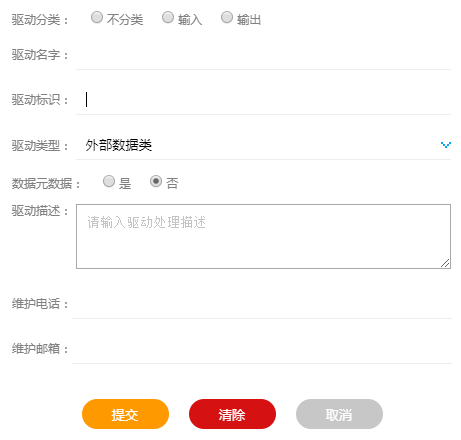 驱动分类： 不分类 输入 输出
驱动名字：
驱动标识：
驱动类型： 外部数据类
数据元数据： 是 否
驱动描述： 请输入驱动处理描述
维护电话：
维护邮箱：
提交 清除 取消